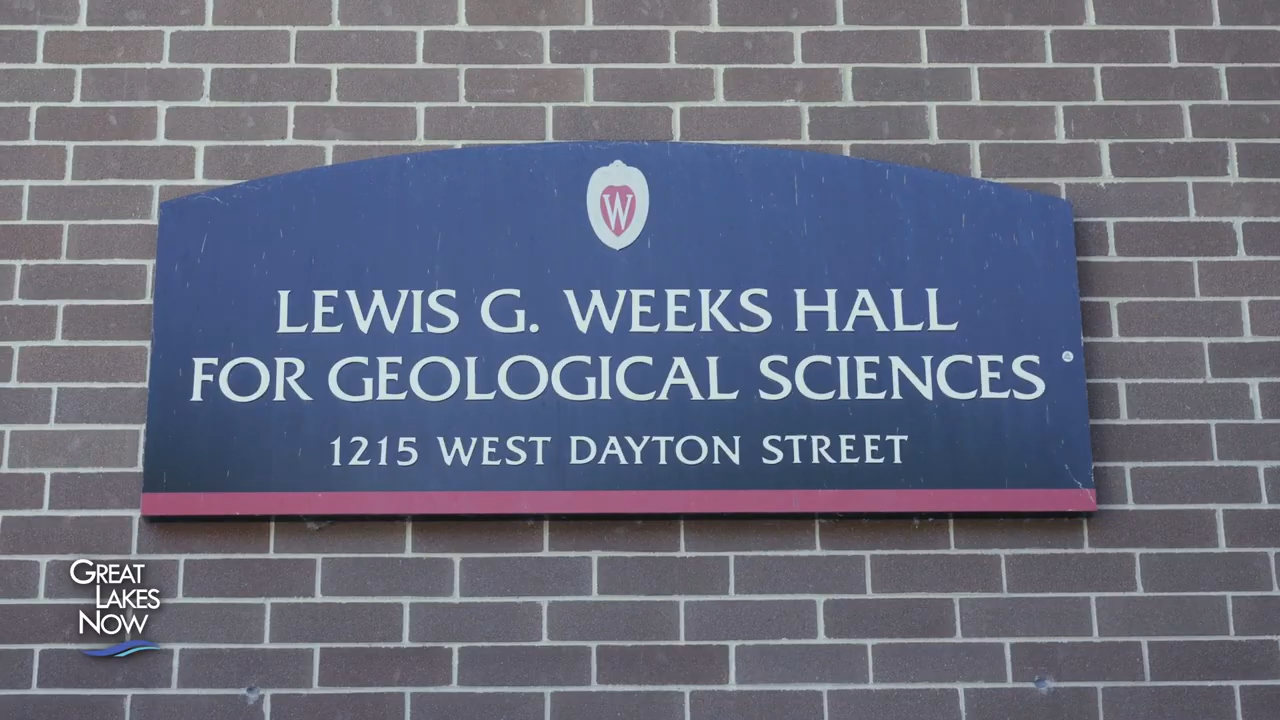 W
LEWIS G. WEEKS HALL
FOR GEOLOGICAL SCIENCES
1215 WEST DAYTON STREET
GREAT
LAKES
NOW